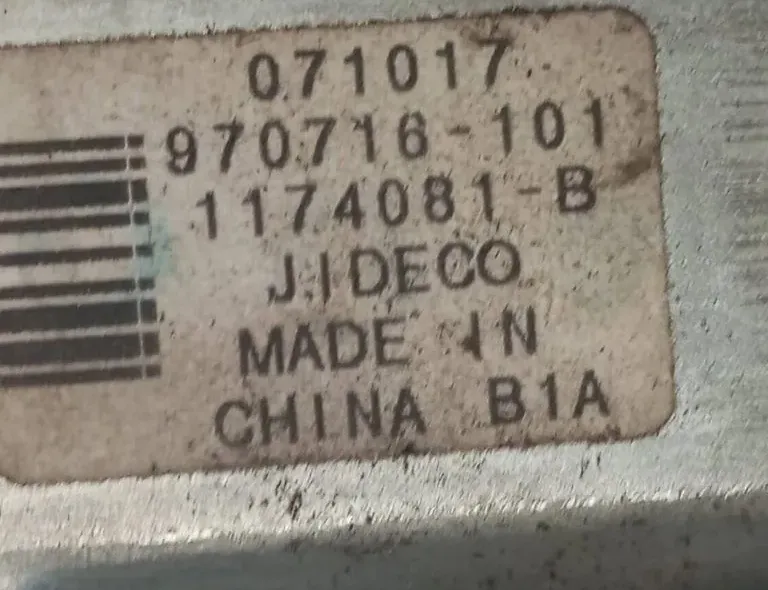 071017
970716-101
1174081-B
JIDECO
MADE IN
CHINA B1A